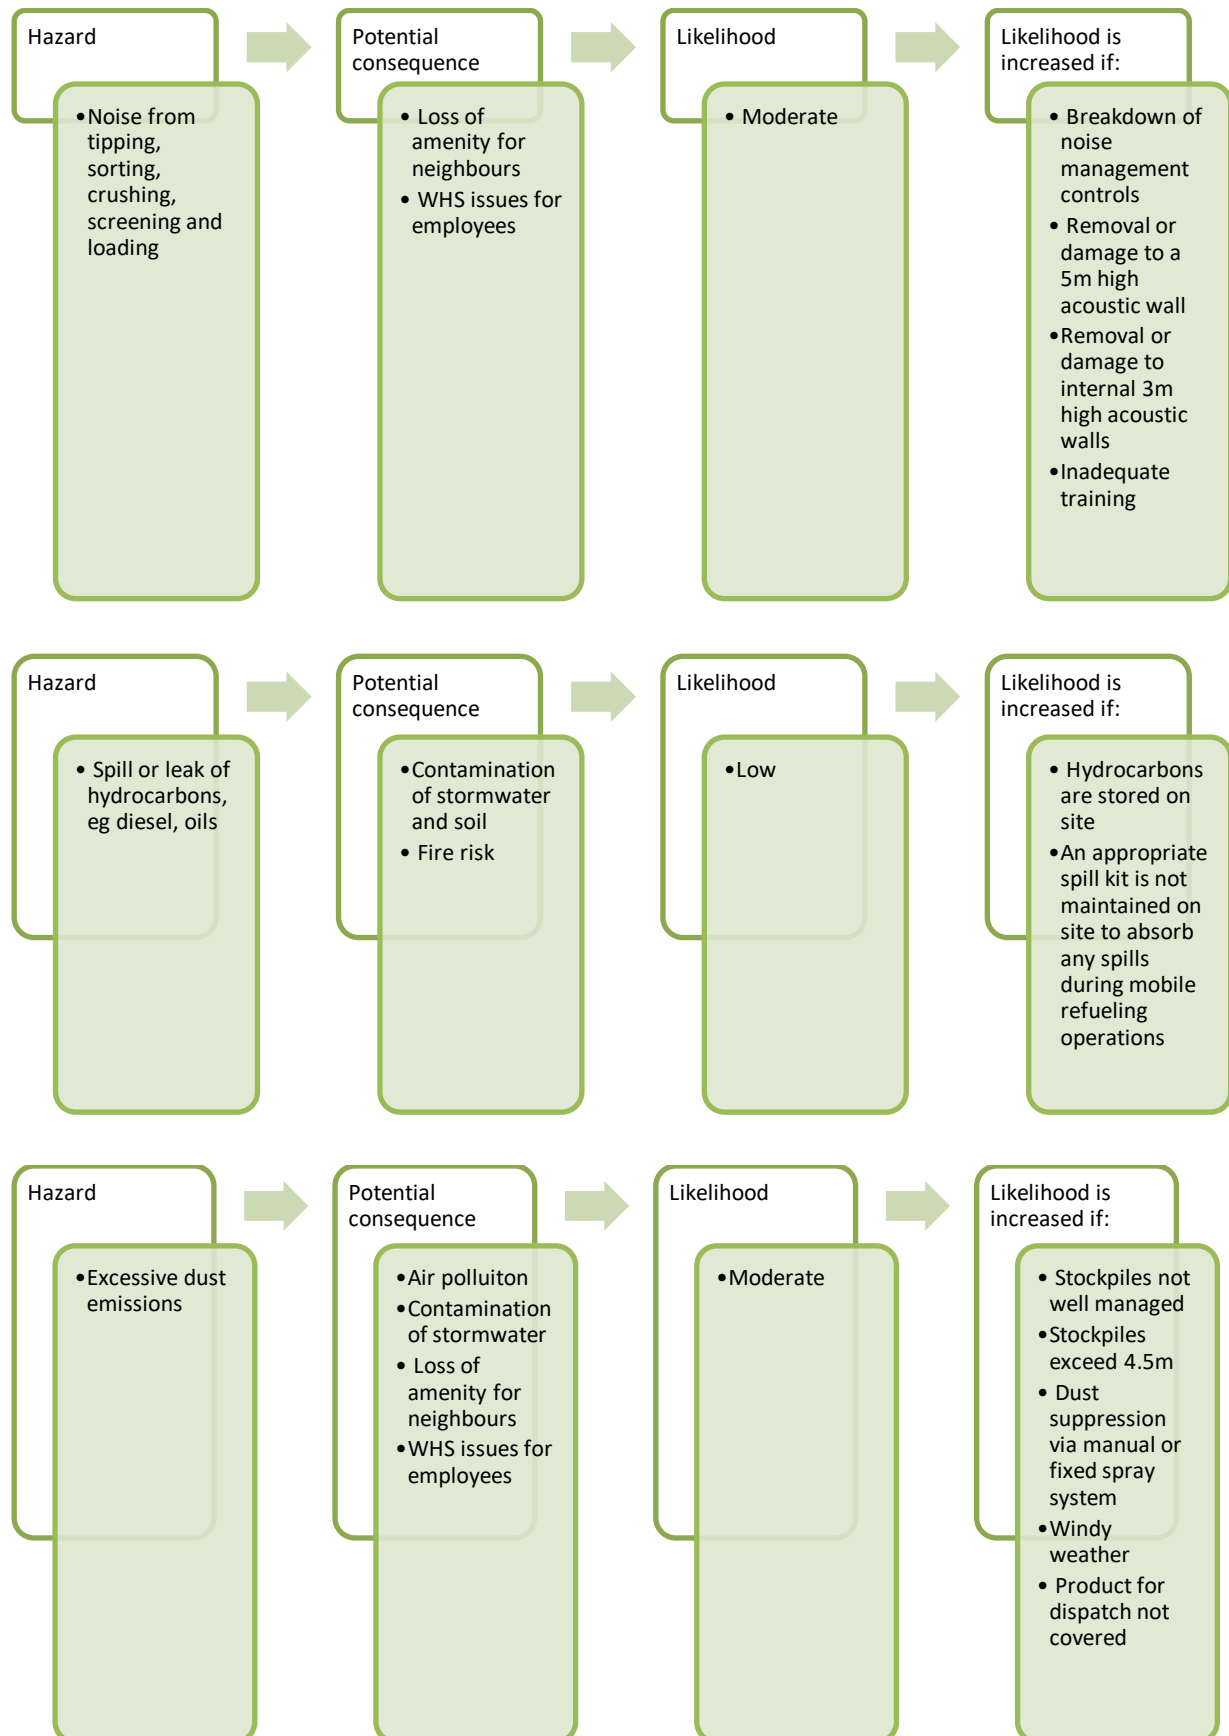 Hazard
•Noise from
tipping,
sorting,
crushing,
screening and
loading
Potential
consequence
• Loss of
amenity for
neighbours
• WHS issues for
employees
Likelihood
• Moderate
Likelihood is
increased if:
• Breakdown of
noise
management
controls
• Removal or
damage to a
5m high
acoustic wall
•Removal or
damage to
internal 3m
high acoustic
walls
•Inadequate
training
Hazard
• Spill or leak of
hydrocarbons,
eg diesel, oils
Potential
consequence
•Contamination
of stormwater
and soil
• Fire risk
Likelihood
•Low
Likelihood is
increased if:
• Hydrocarbons
are stored on
site
•An appropriate
spill kit is not
maintained on
site to absorb
any spills
during mobile
refueling
operations
Hazard
•Excessive dust
emissions
Potential
consequence
•Air polluiton
•Contamination
of stormwater
• Loss of
amenity for
neighbours
•WHS issues for
employees
Likelihood
•Moderate
Likelihood is
increased if:
• Stockpiles not
well managed
•Stockpiles
exceed 4.5m
• Dust
suppression
via manual or
fixed spray
system
•Windy
weather
• Product for
dispatch not
covered